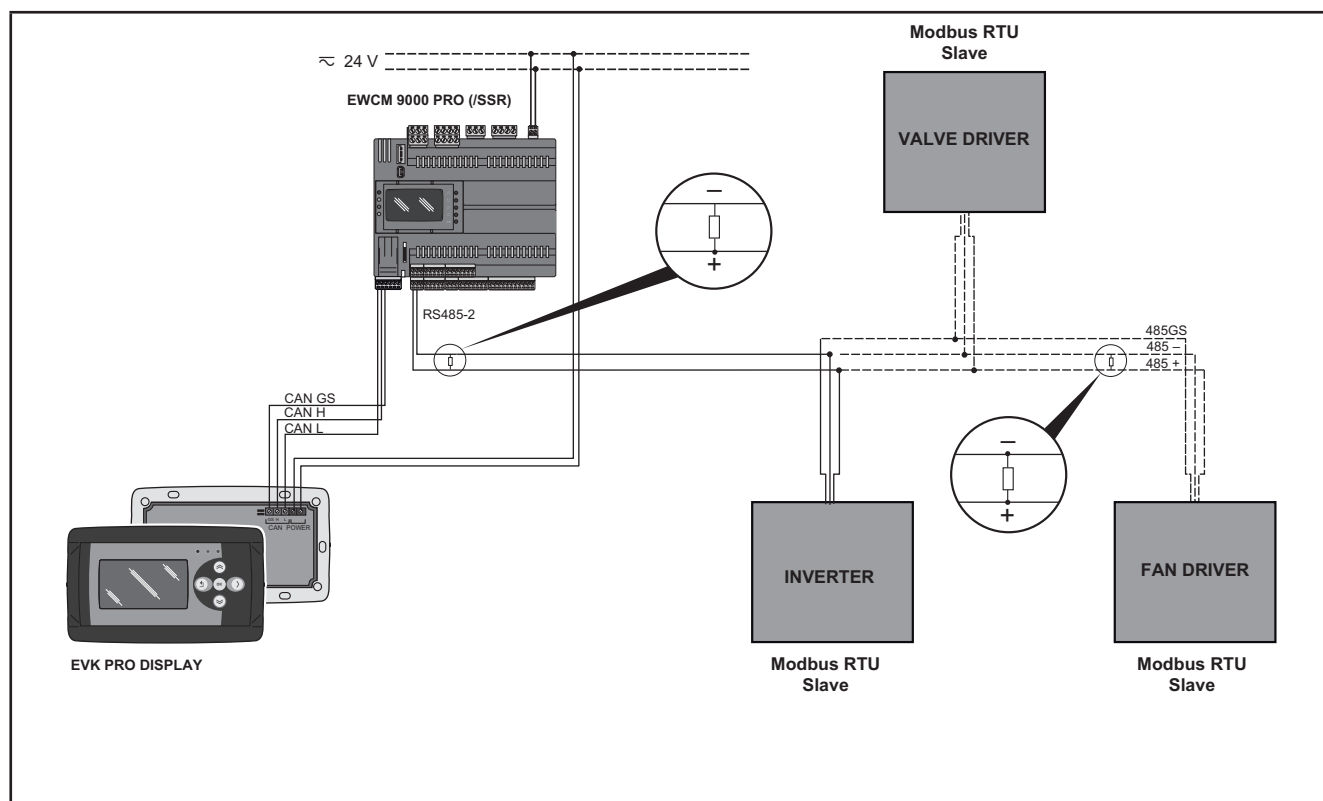 Modbus RTU
Slave
24 V
EWCM 9000 PRO (/SSR)
VALVE DRIVER
–
+
RS485-2
485GS
485 –
485 +
CAN GS
CAN H
CAN L
–
+
GS H L
CAN POWER
INVERTER
FAN DRIVER
EVK PRO DISPLAY
Modbus RTU
Slave
Modbus RTU
Slave